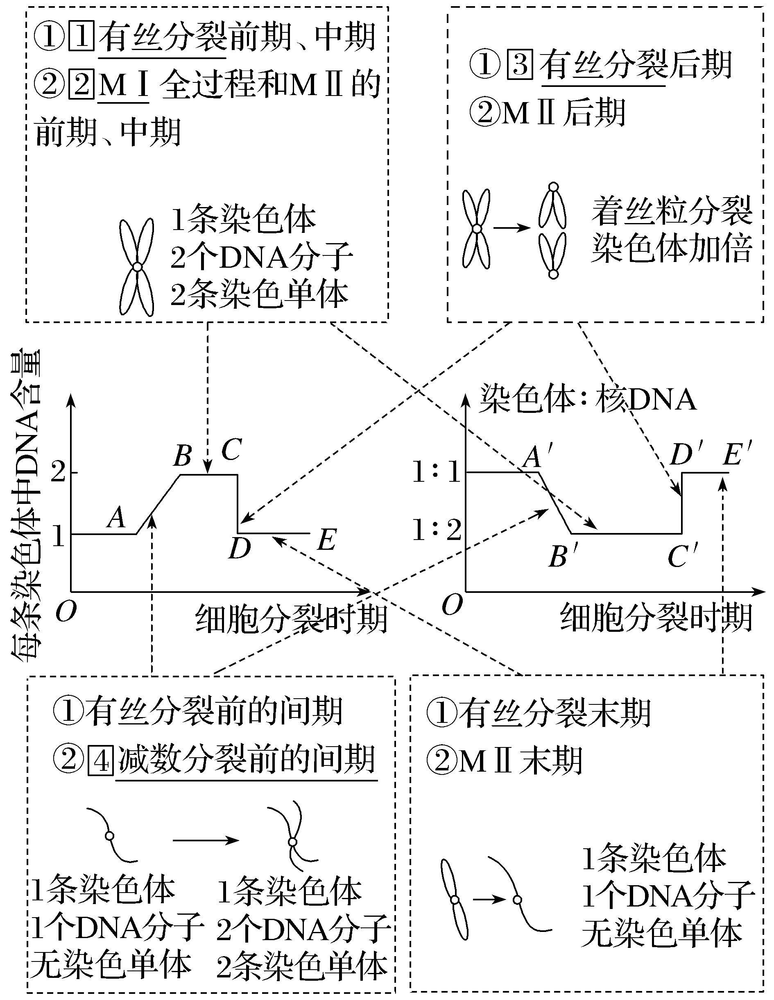 ①1有丝分裂前期、中期
②2MⅠ全过程和MⅡ的
前期、中期
1条染色体
2个DNA分子
2条染色单体
①3有丝分裂后期
②MⅡ后期
着丝粒分裂
染色体加倍
每条染色体中DNA含量
2
1
A
B
C
D
E
O
细胞分裂时期
染色体:核DNA
1:1
1:2
A′
B′
C′
D′
E′
O
细胞分裂时期
①有丝分裂前的间期
②4减数分裂前的间期
1条染色体
1个DNA分子
无染色单体
1条染色体
2个DNA分子
2条染色单体
①有丝分裂末期
②MⅡ末期
1条染色体
1个DNA分子
无染色单体